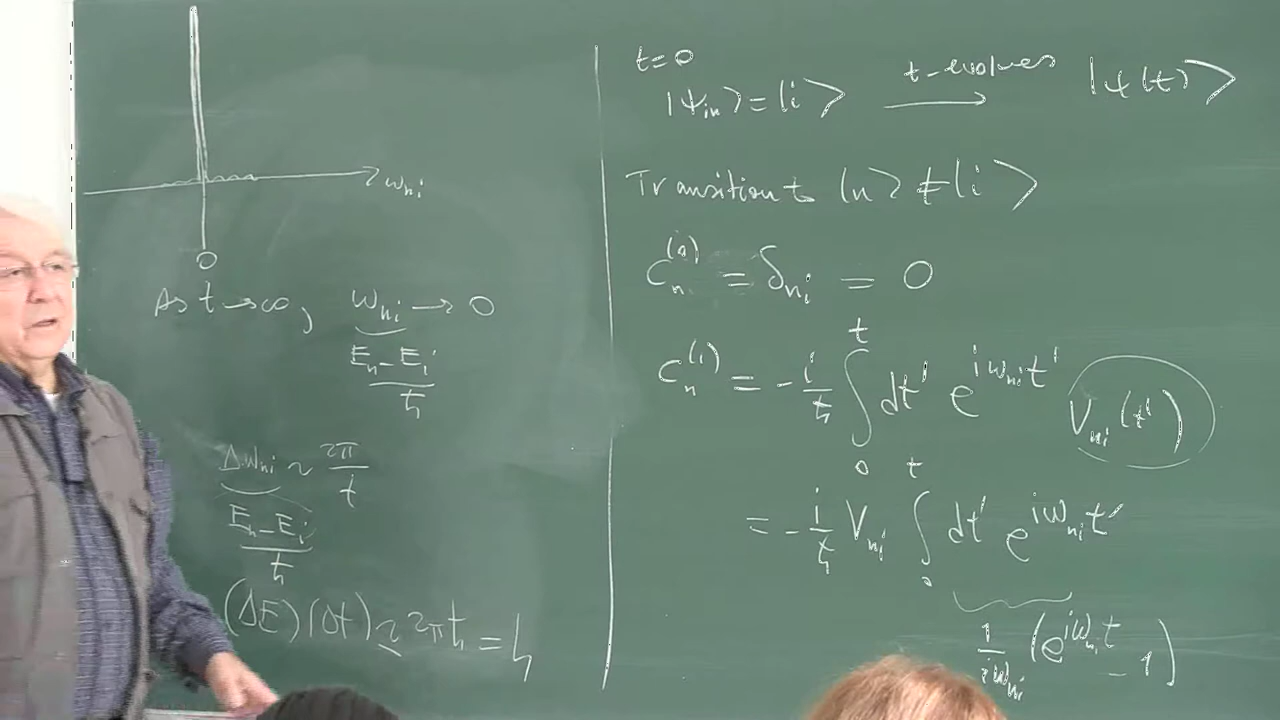 ω_ni
0
As t→∞, ω_ni → 0
E_n - E_i
ħ
Δω_ni ~ 2π/t
E_n - E_i
ħ
(ΔE)(Δt) ~ 2πħ = h
t=0
|ψ_in> = |i> t-evolves → |ψ(t)>
Transition to |n> ≠ |i>
C_n^(0) = δ_ni = 0
C_n^(1) = -i/ħ ∫_0^t dt' e^{iω_ni t'} V_ni(t')
= -i/ħ V_ni ∫_0^t dt' e^{iω_ni t'}
1/(iω_ni) (e^{iω_ni t} - 1)